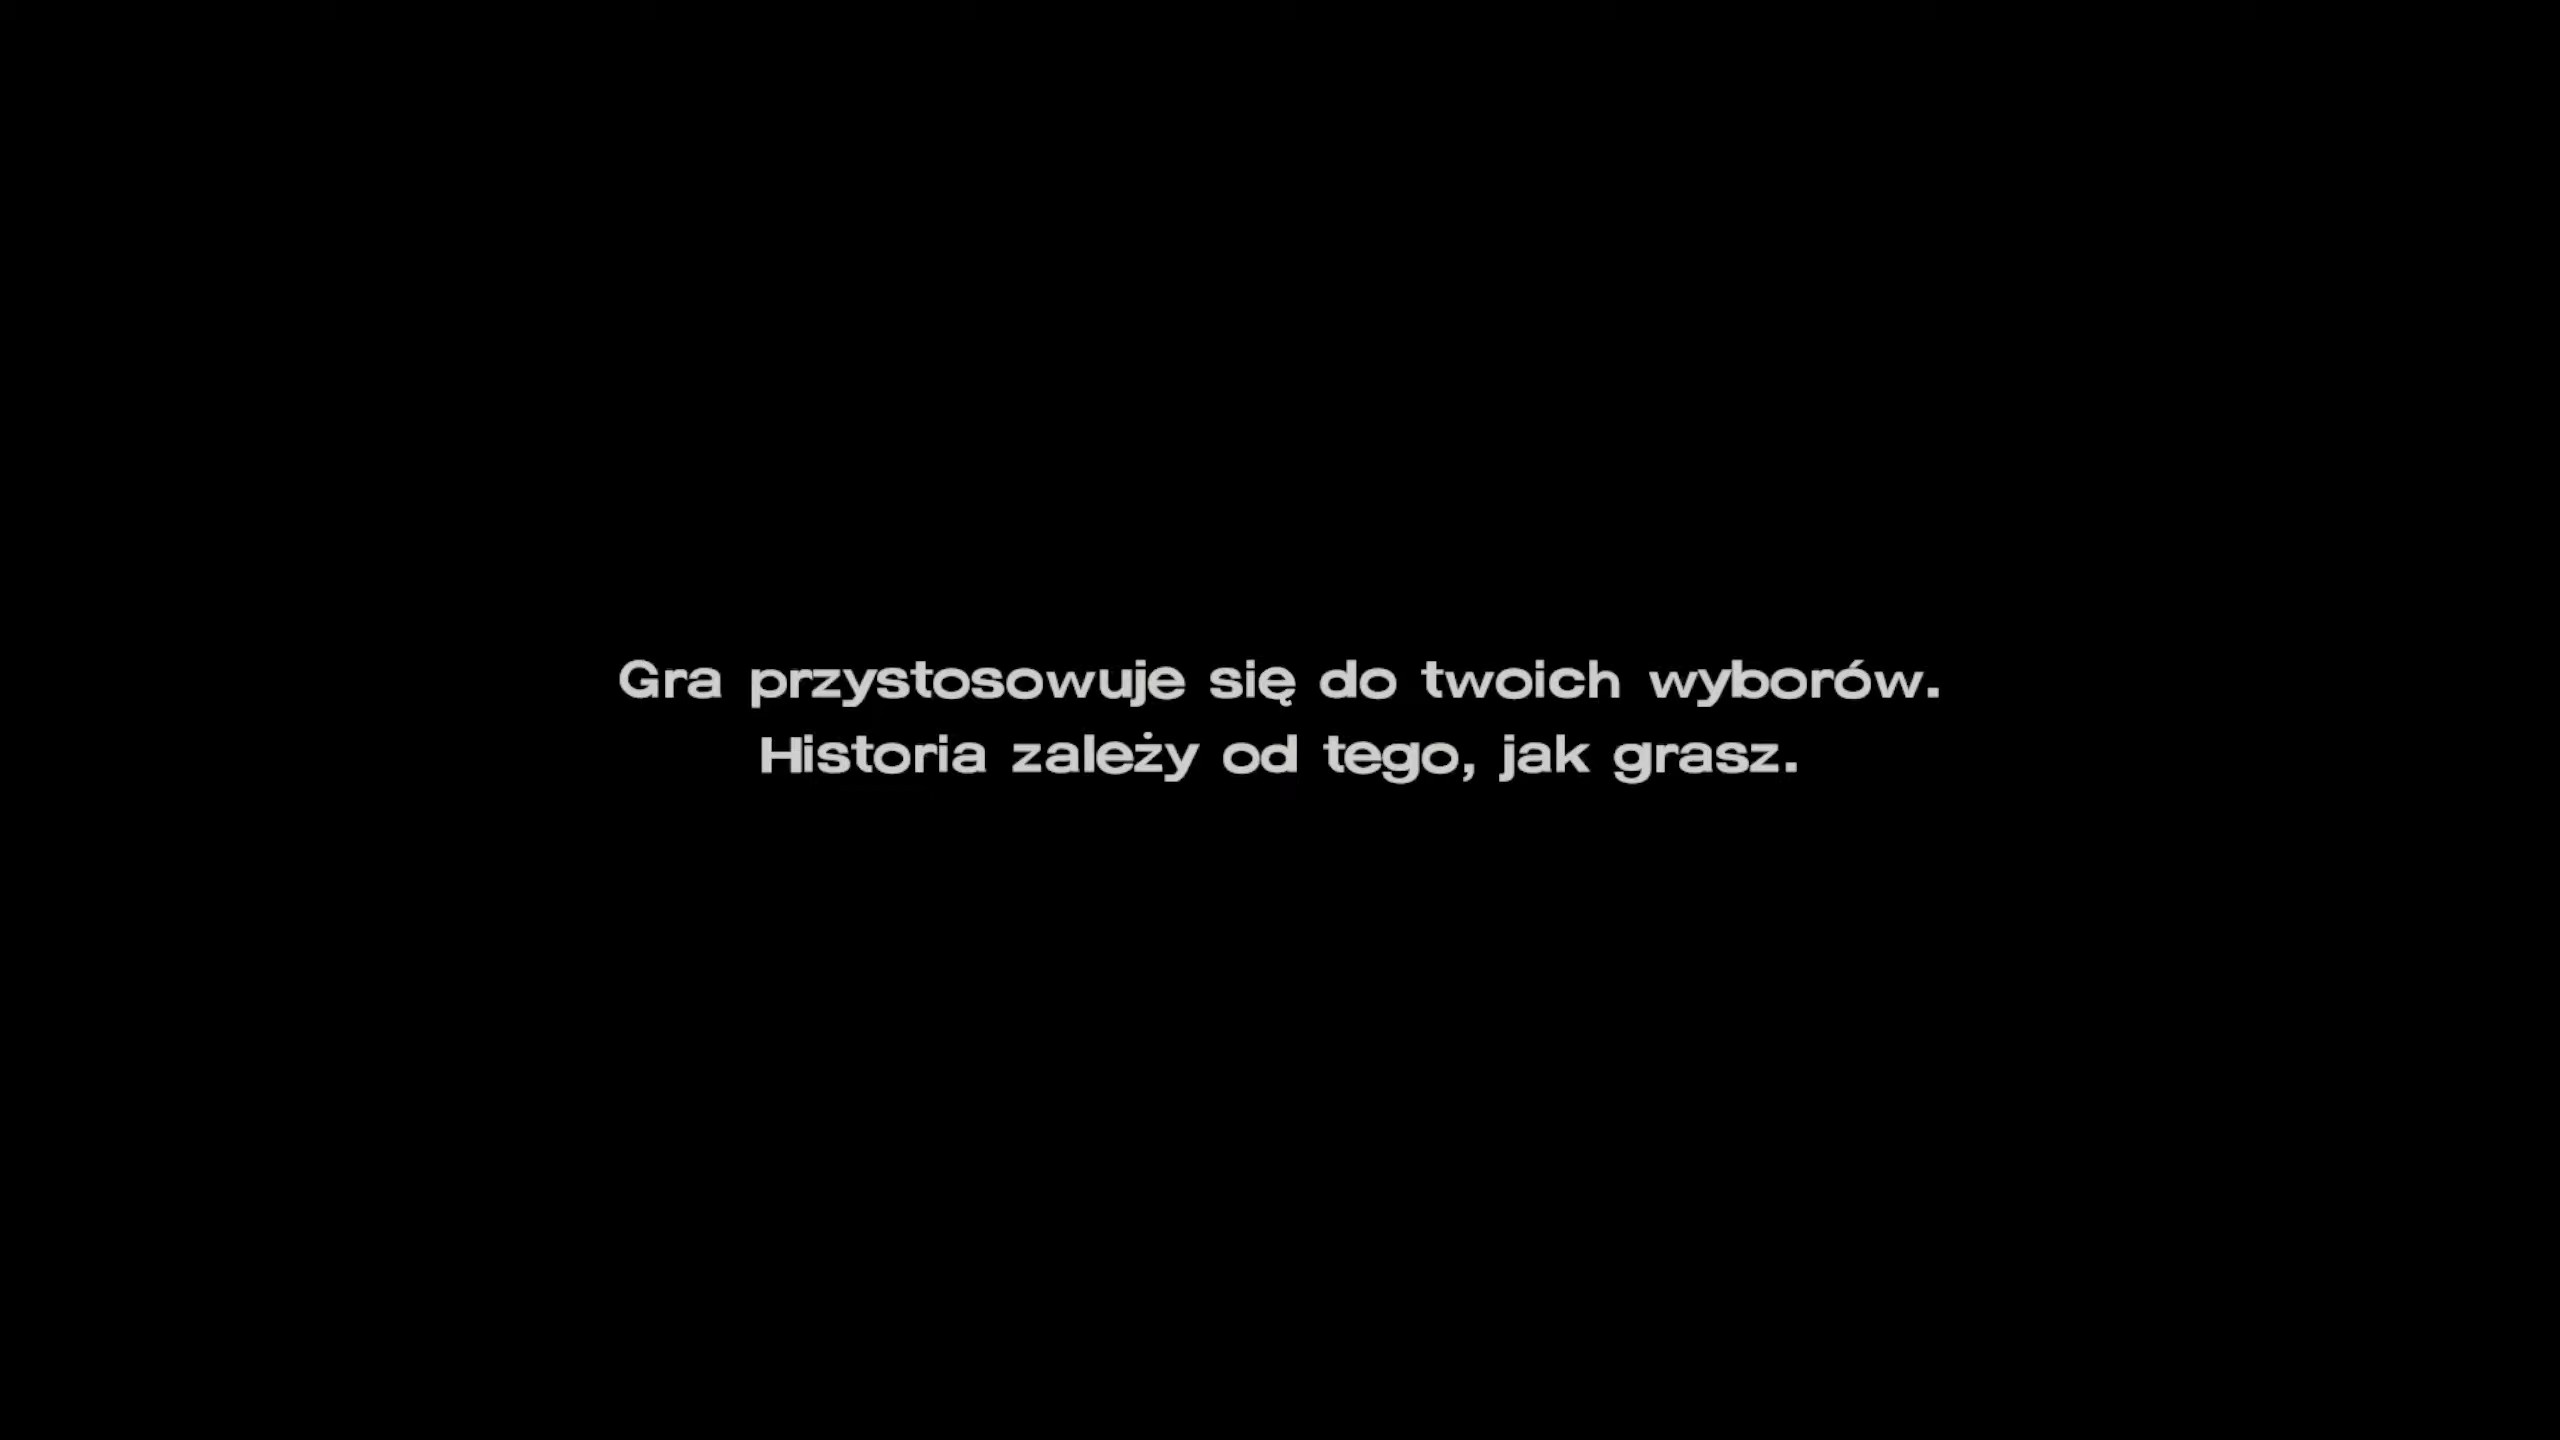 Gra przystosowuje się do twoich wyborów.
Historia zależy od tego, jak grasz.